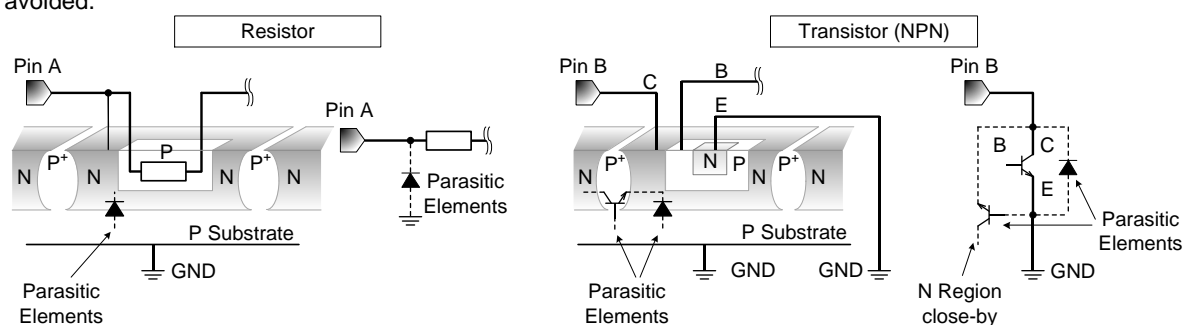 avoided.
Resistor
Transistor (NPN)
Pin A
Pin A
N
P+
N
P
N
P+
N
Parasitic
Elements
P Substrate
GND
Parasitic
Elements
Pin B
C
B
E
N
P+
N
N
P
N
P+
N
P Substrate
GND
GND
Parasitic
Elements
Pin B
B
C
E
Parasitic
Elements
GND
N Region
close-by